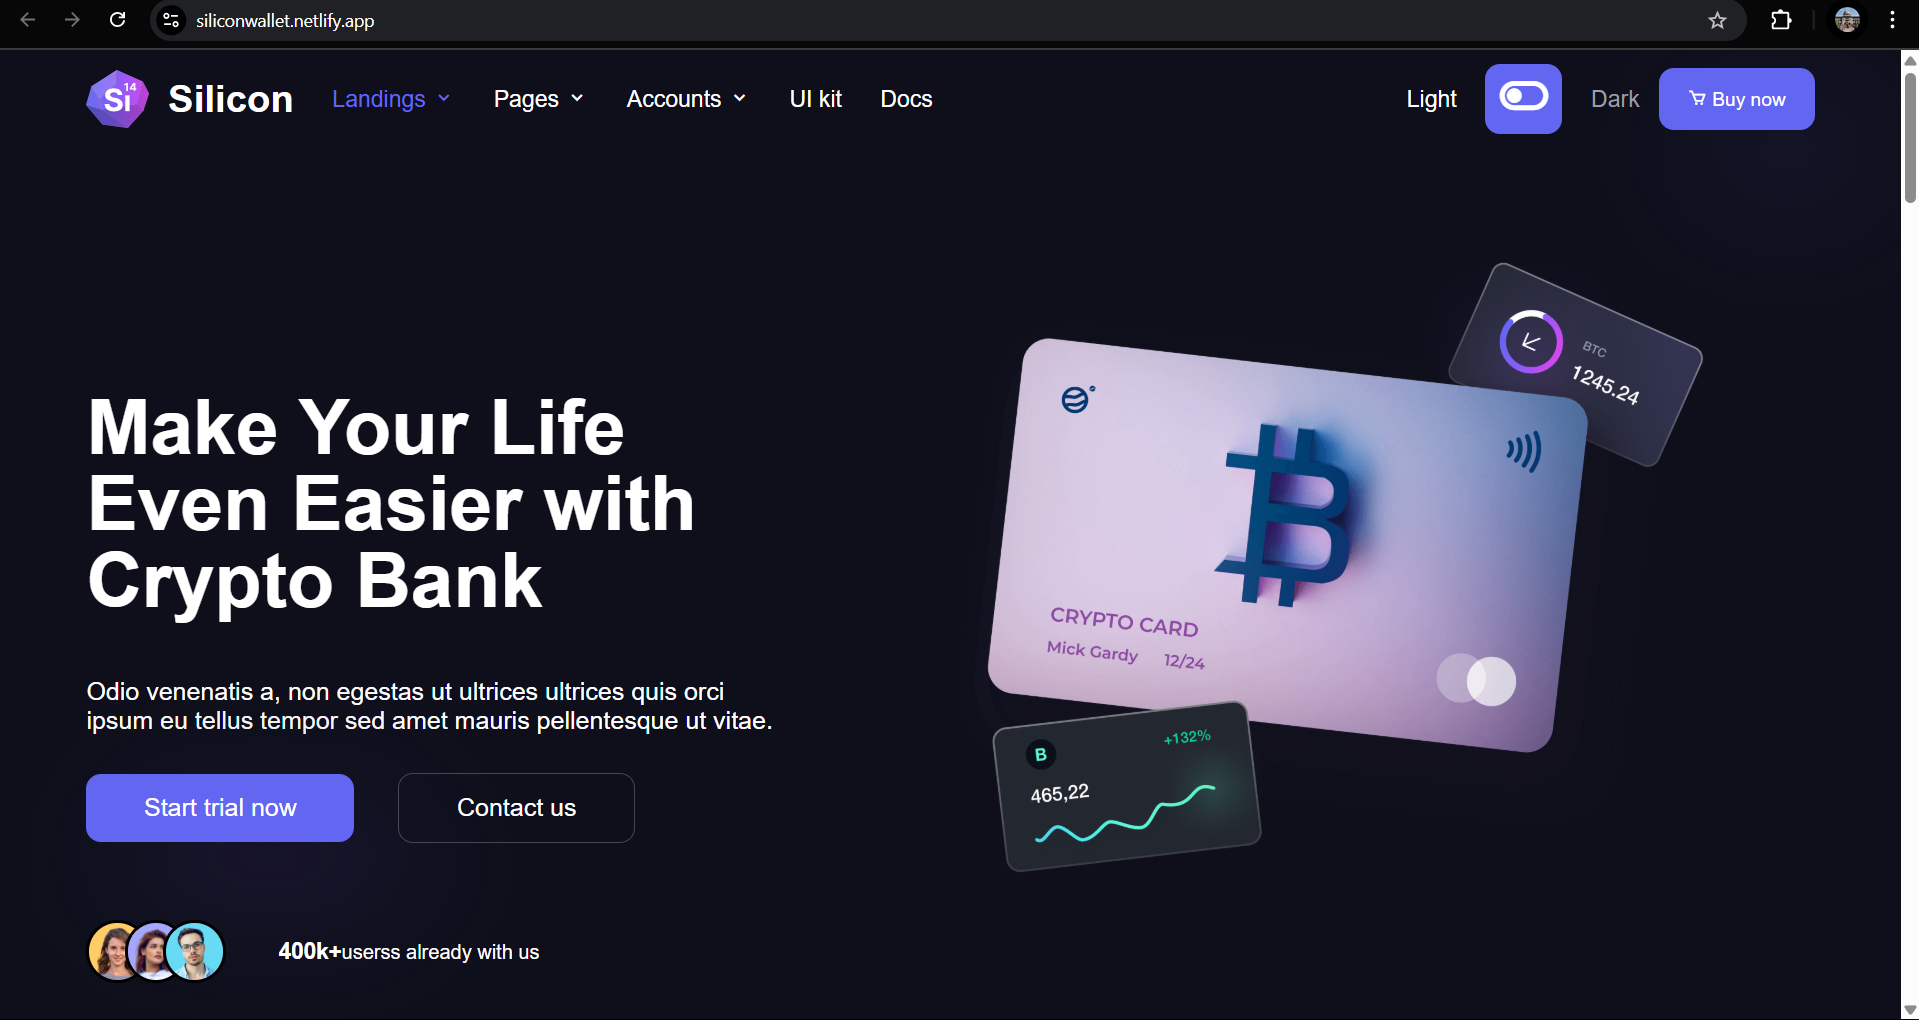 siliconwallet.netlify.app
Si 14
Silicon
Landings
Pages
Accounts
UI kit
Docs
Light
Dark
Buy now
Make Your Life
Even Easier with
Crypto Bank
Odio venenatis a, non egestas ut ultrices ultrices quis orci
ipsum eu tellus tempor sed amet mauris pellentesque ut vitae.
Start trial now
Contact us
400k+userss already with us
BTC
1245.24
CRYPTO CARD
Mick Gardy 12/24
B
+132%
465,22